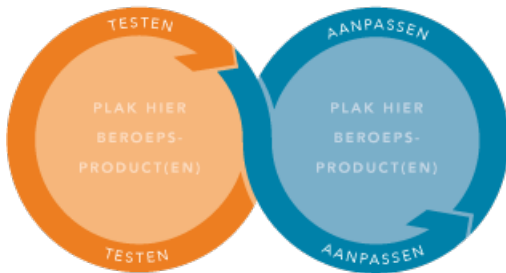 TESTEN
PLAK HIER
BEROEPS-
PRODUCT(EN)
TESTEN
AANPASSEN
PLAK HIER
BEROEPS-
PRODUCT(EN)
AANPASSEN